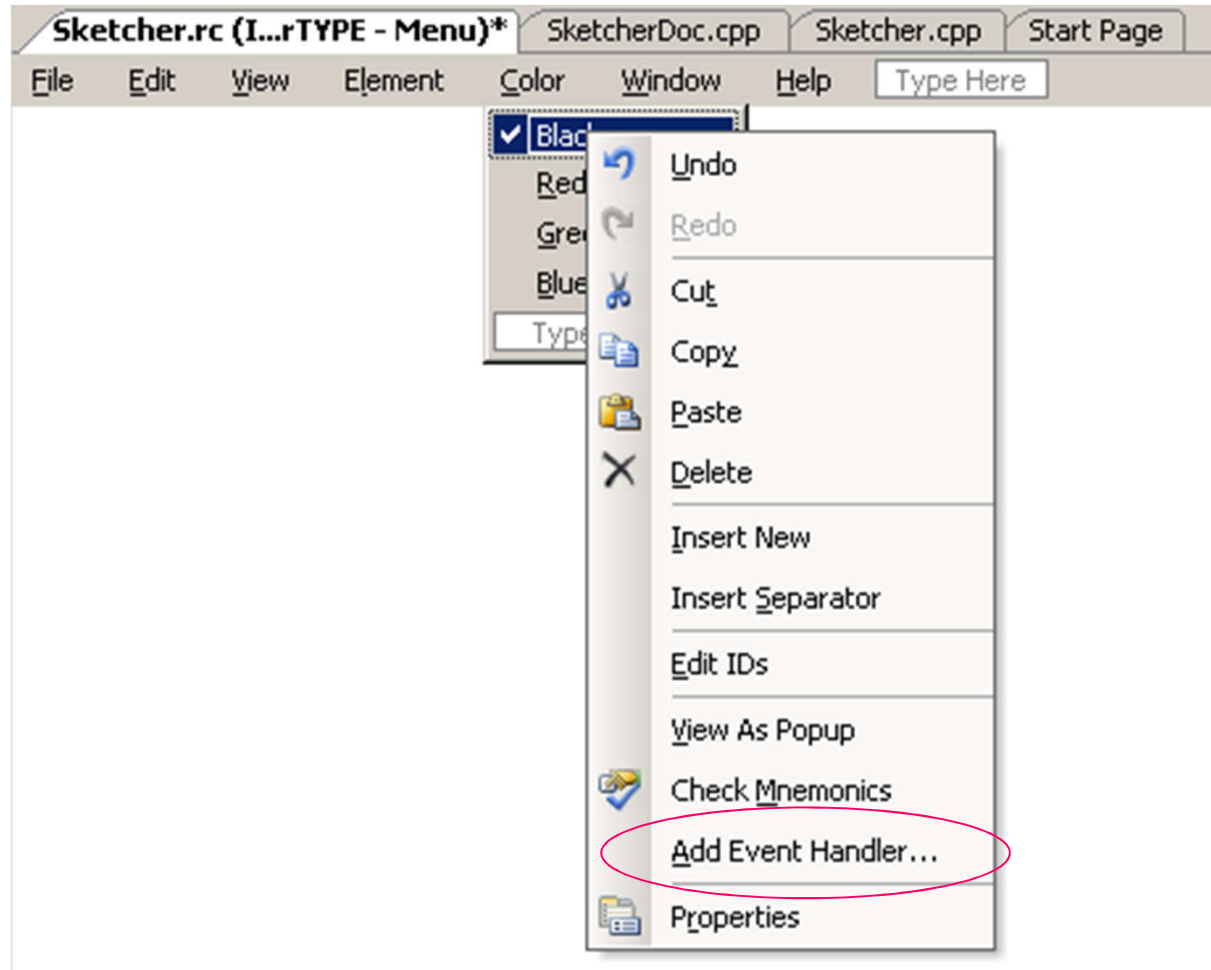 Sketcher.rc (I...rTYPE - Menu)* SketcherDoc.cpp Sketcher.cpp Start Page
File Edit View Element Color Window Help Type Here
Undo
Red
Redo
Blue
Cut
Copy
Paste
Delete
Insert New
Insert Separator
Edit IDs
View As Popup
Check Mnemonics
Add Event Handler...
Properties